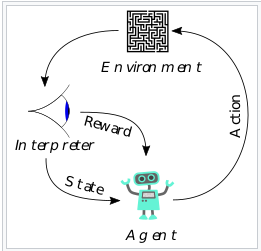 Environment
Reward
Interpreter
Action
State
Agent